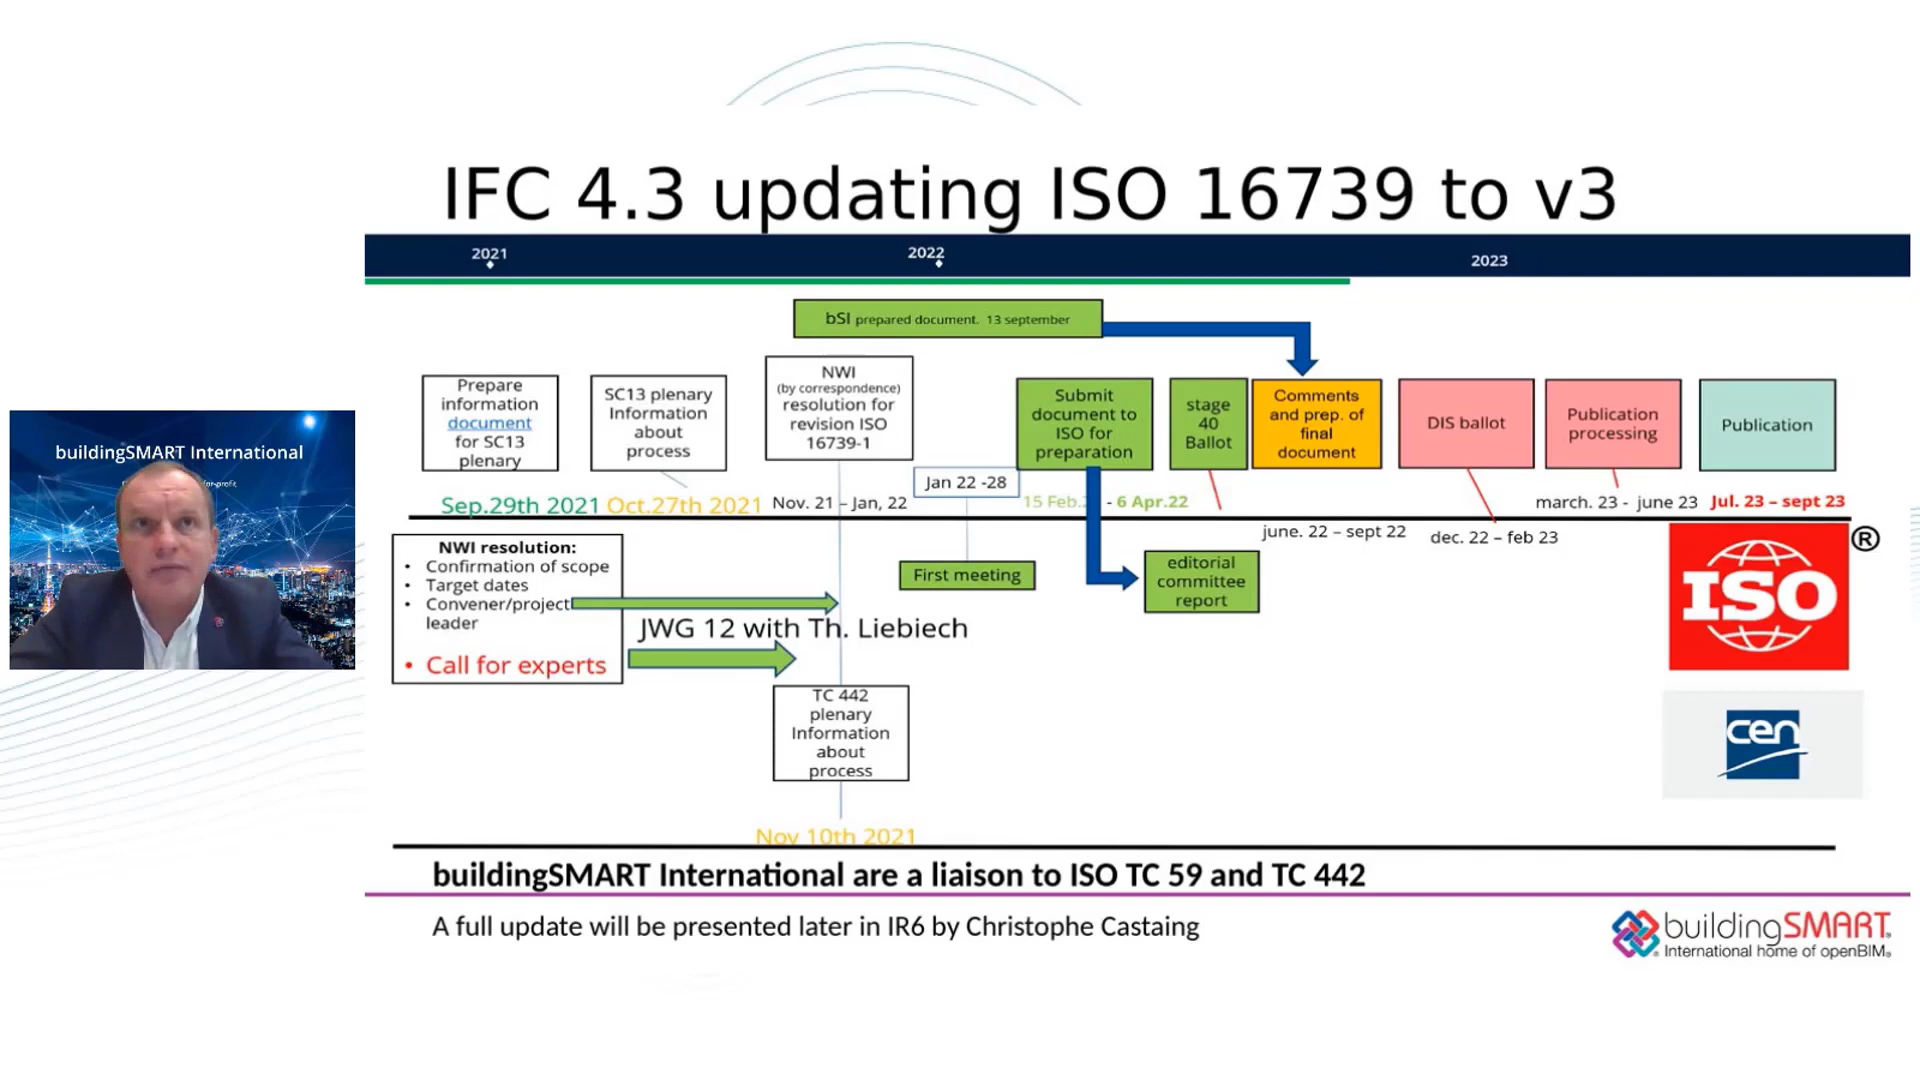 IFC 4.3 updating ISO 16739 to v3
2021
2022
2023
bSI prepared document. 13 september
Prepare
information
document
for SC13
plenary
SC13 plenary
Information
about
process
NWI
(by correspondence)
resolution for
revision ISO
16739-1
Submit
document to
ISO for
preparation
stage
40
Ballot
Comments
and prep. of
final
document
DIS ballot
Publication
processing
Publication
Jan 22 -28
Sep.29th 2021
Oct.27th 2021
Nov. 21 – Jan, 22
15 Feb.
- 6 Apr.22
june. 22 – sept 22
dec. 22 – feb 23
march. 23 - june 23
Jul. 23 – sept 23
NWI resolution:
• Confirmation of scope
• Target dates
• Convener/project
leader
• Call for experts
First meeting
editorial
committee
report
JWG 12 with Th. Liebiech
TC 442
plenary
Information
about
process
Nov 10th 2021
ISO
®
cen
buildingSMART International
for-profit
buildingSMART International are a liaison to ISO TC 59 and TC 442
A full update will be presented later in IR6 by Christophe Castaing
buildingSMART®
International home of openBIM®